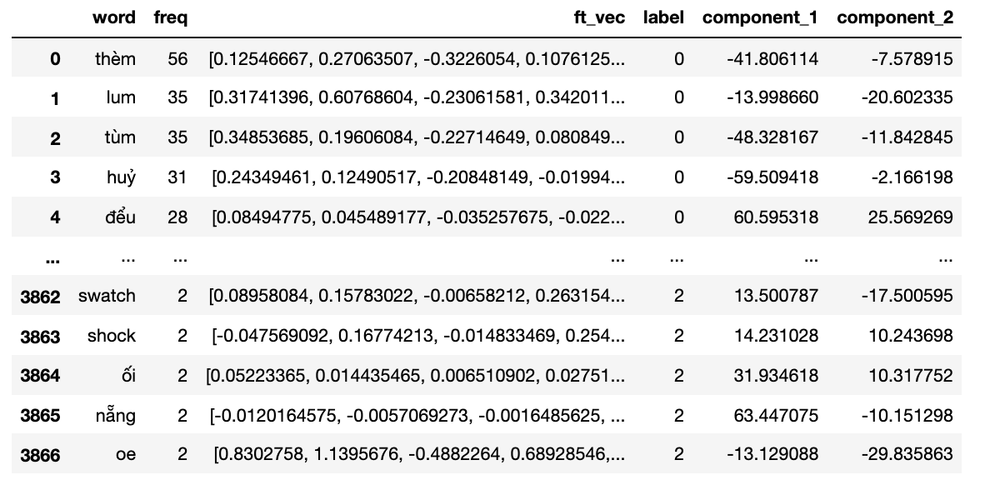 word freq ft_vec label component_1 component_2
0 thèm 56 [0.12546667, 0.27063507, -0.3226054, 0.1076125... 0 -41.806114 -7.578915
1 lum 35 [0.31741396, 0.60768604, -0.23061581, 0.342011... 0 -13.998660 -20.602335
2 tùm 35 [0.34853685, 0.19606084, -0.22714649, 0.080849... 0 -48.328167 -11.842845
3 huỷ 31 [0.24349461, 0.12490517, -0.20848149, -0.01994... 0 -59.509418 -2.166198
4 đểu 28 [0.08494775, 0.045489177, -0.035257675, -0.022... 0 60.595318 25.569269
... ... ... ... ... ... ...
3862 swatch 2 [0.08958084, 0.15783022, -0.00658212, 0.263154... 2 13.500787 -17.500595
3863 shock 2 [-0.047569092, 0.16774213, -0.014833469, 0.254... 2 14.231028 10.243698
3864 ối 2 [0.05223365, 0.014435465, 0.006510902, 0.02751... 2 31.934618 10.317752
3865 nẵng 2 [-0.0120164575, -0.0057069273, -0.0016485625, ... 2 63.447075 -10.151298
3866 oe 2 [0.8302758, 1.1395676, -0.4882264, 0.68928546,... 2 -13.129088 -29.835863